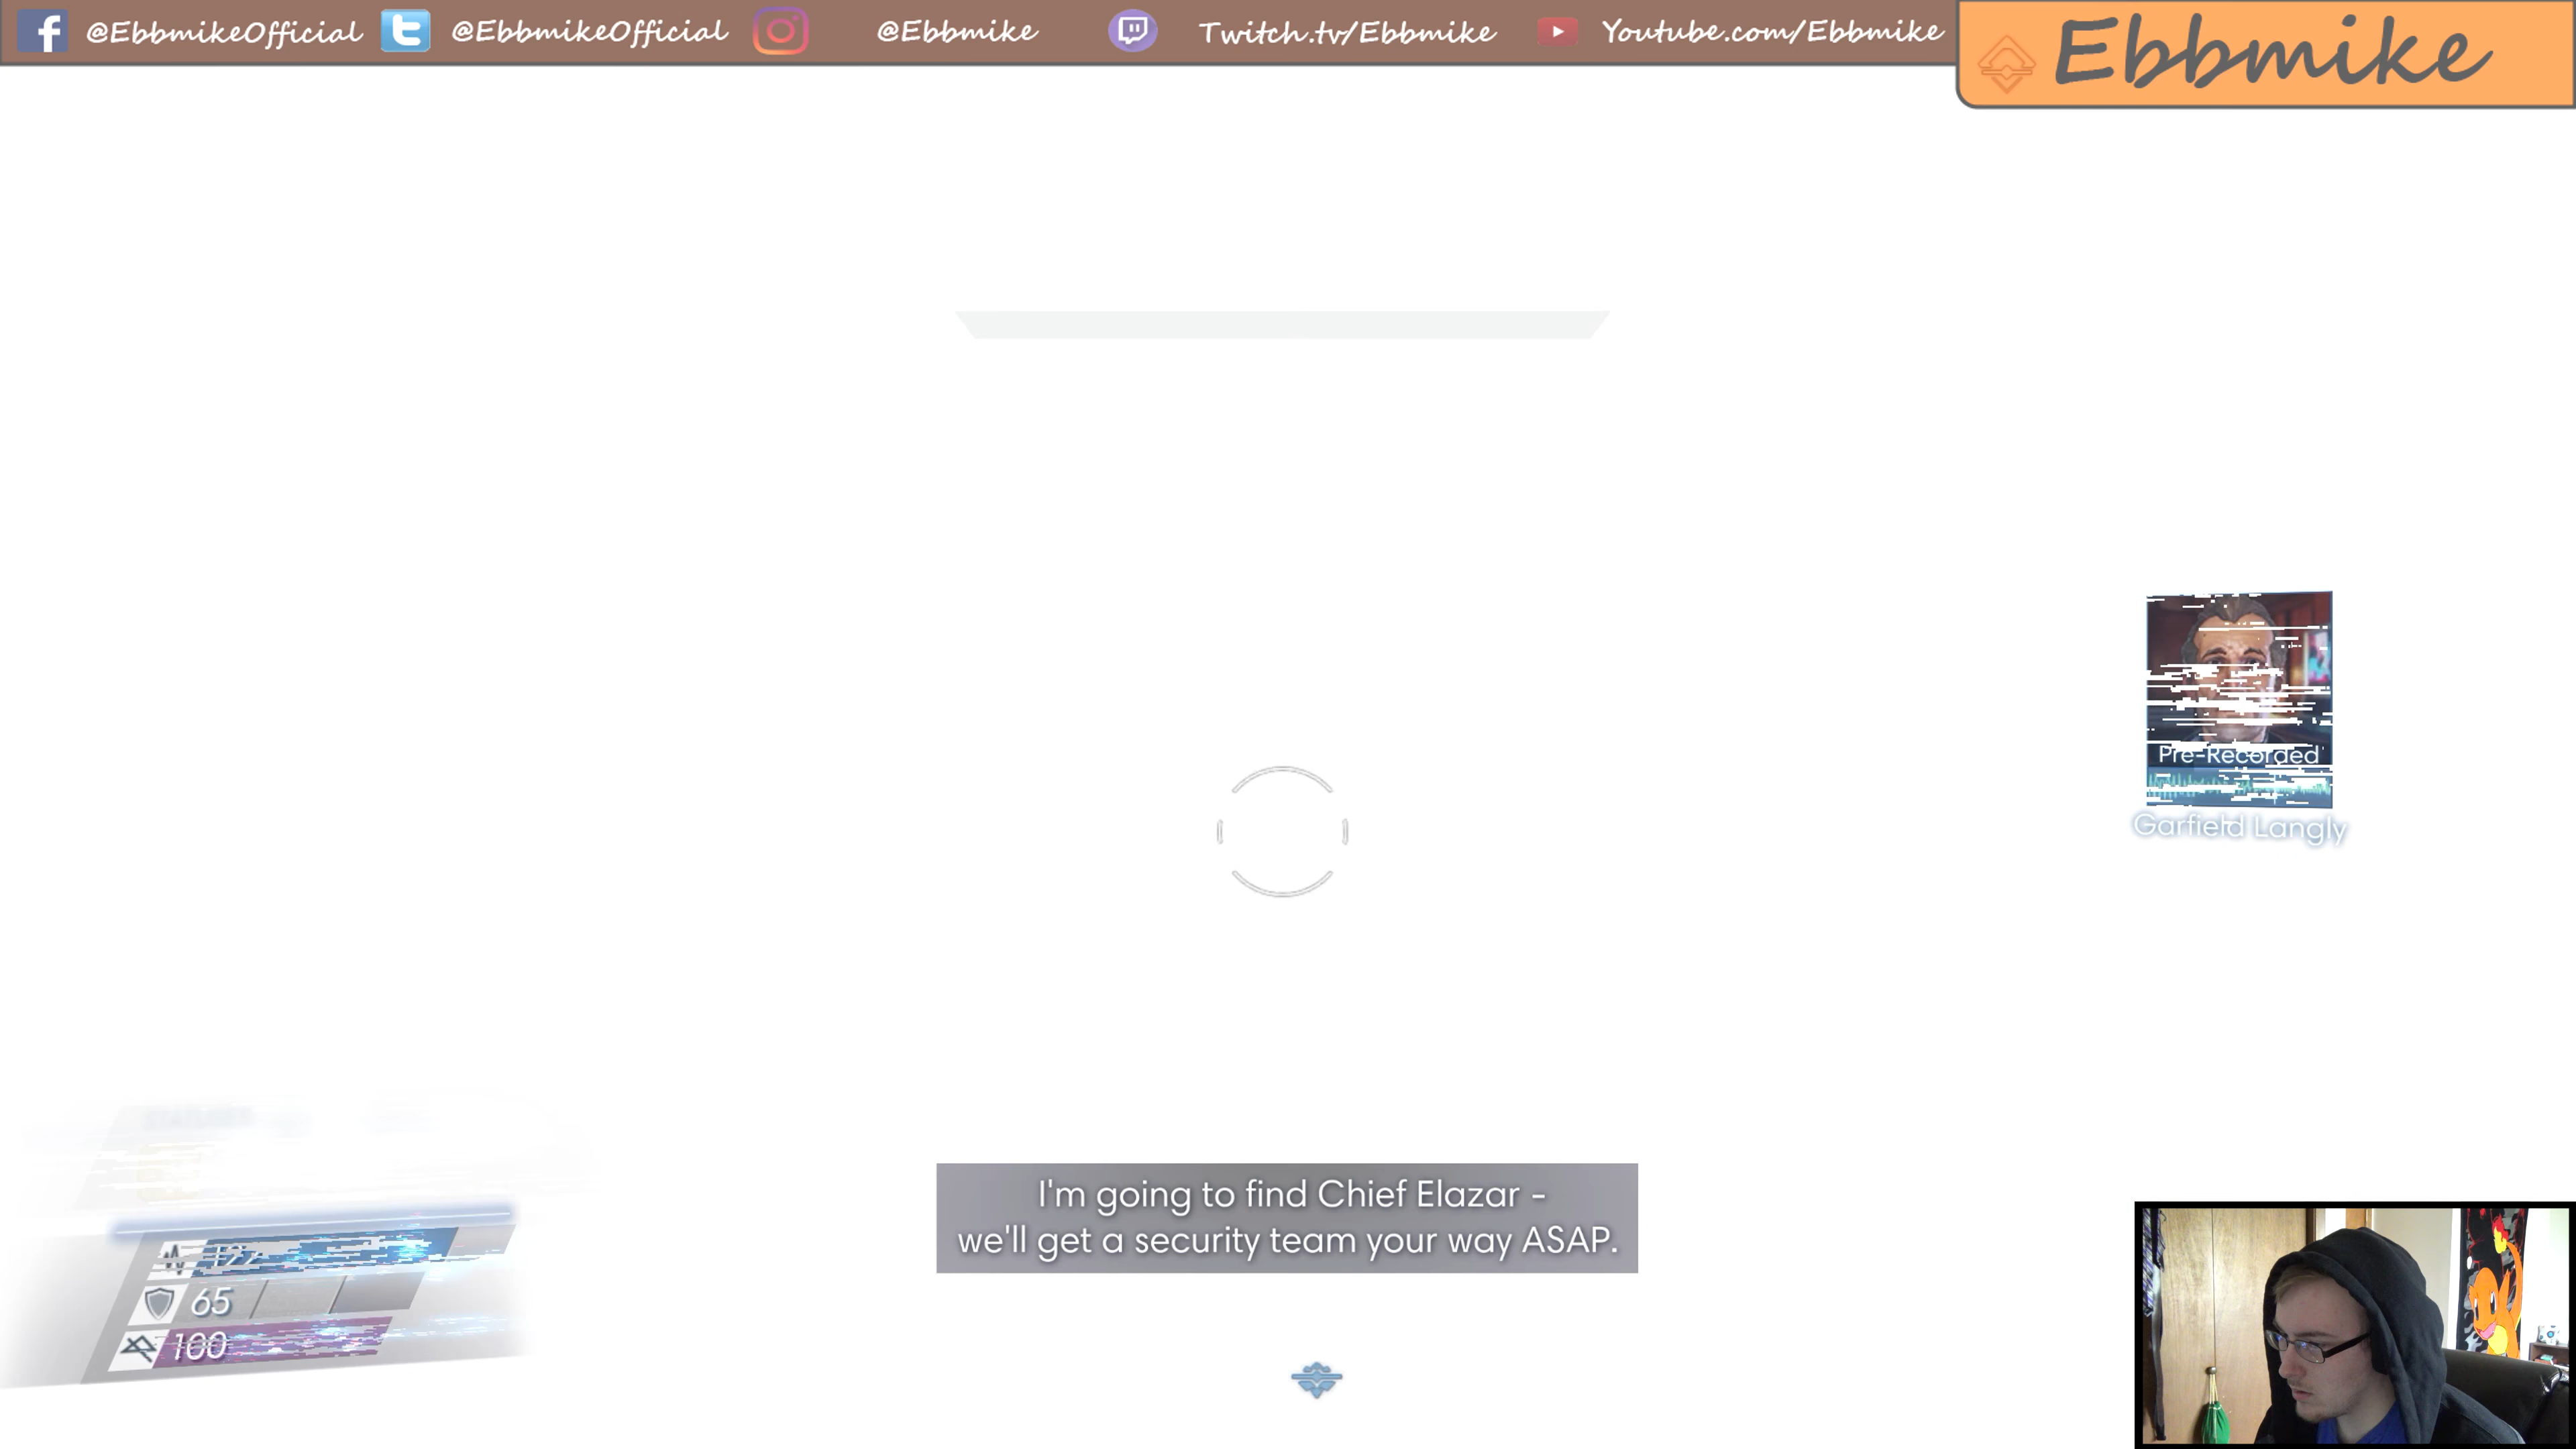 @EbbmikeOfficial
@EbbmikeOfficial
@Ebbmike
Twitch.tv/Ebbmike
Youtube.com/Ebbmike
Ebbmike
Pre-Recorded
Garfield Langly
I'm going to find Chief Elazar -
we'll get a security team your way ASAP.
65
100